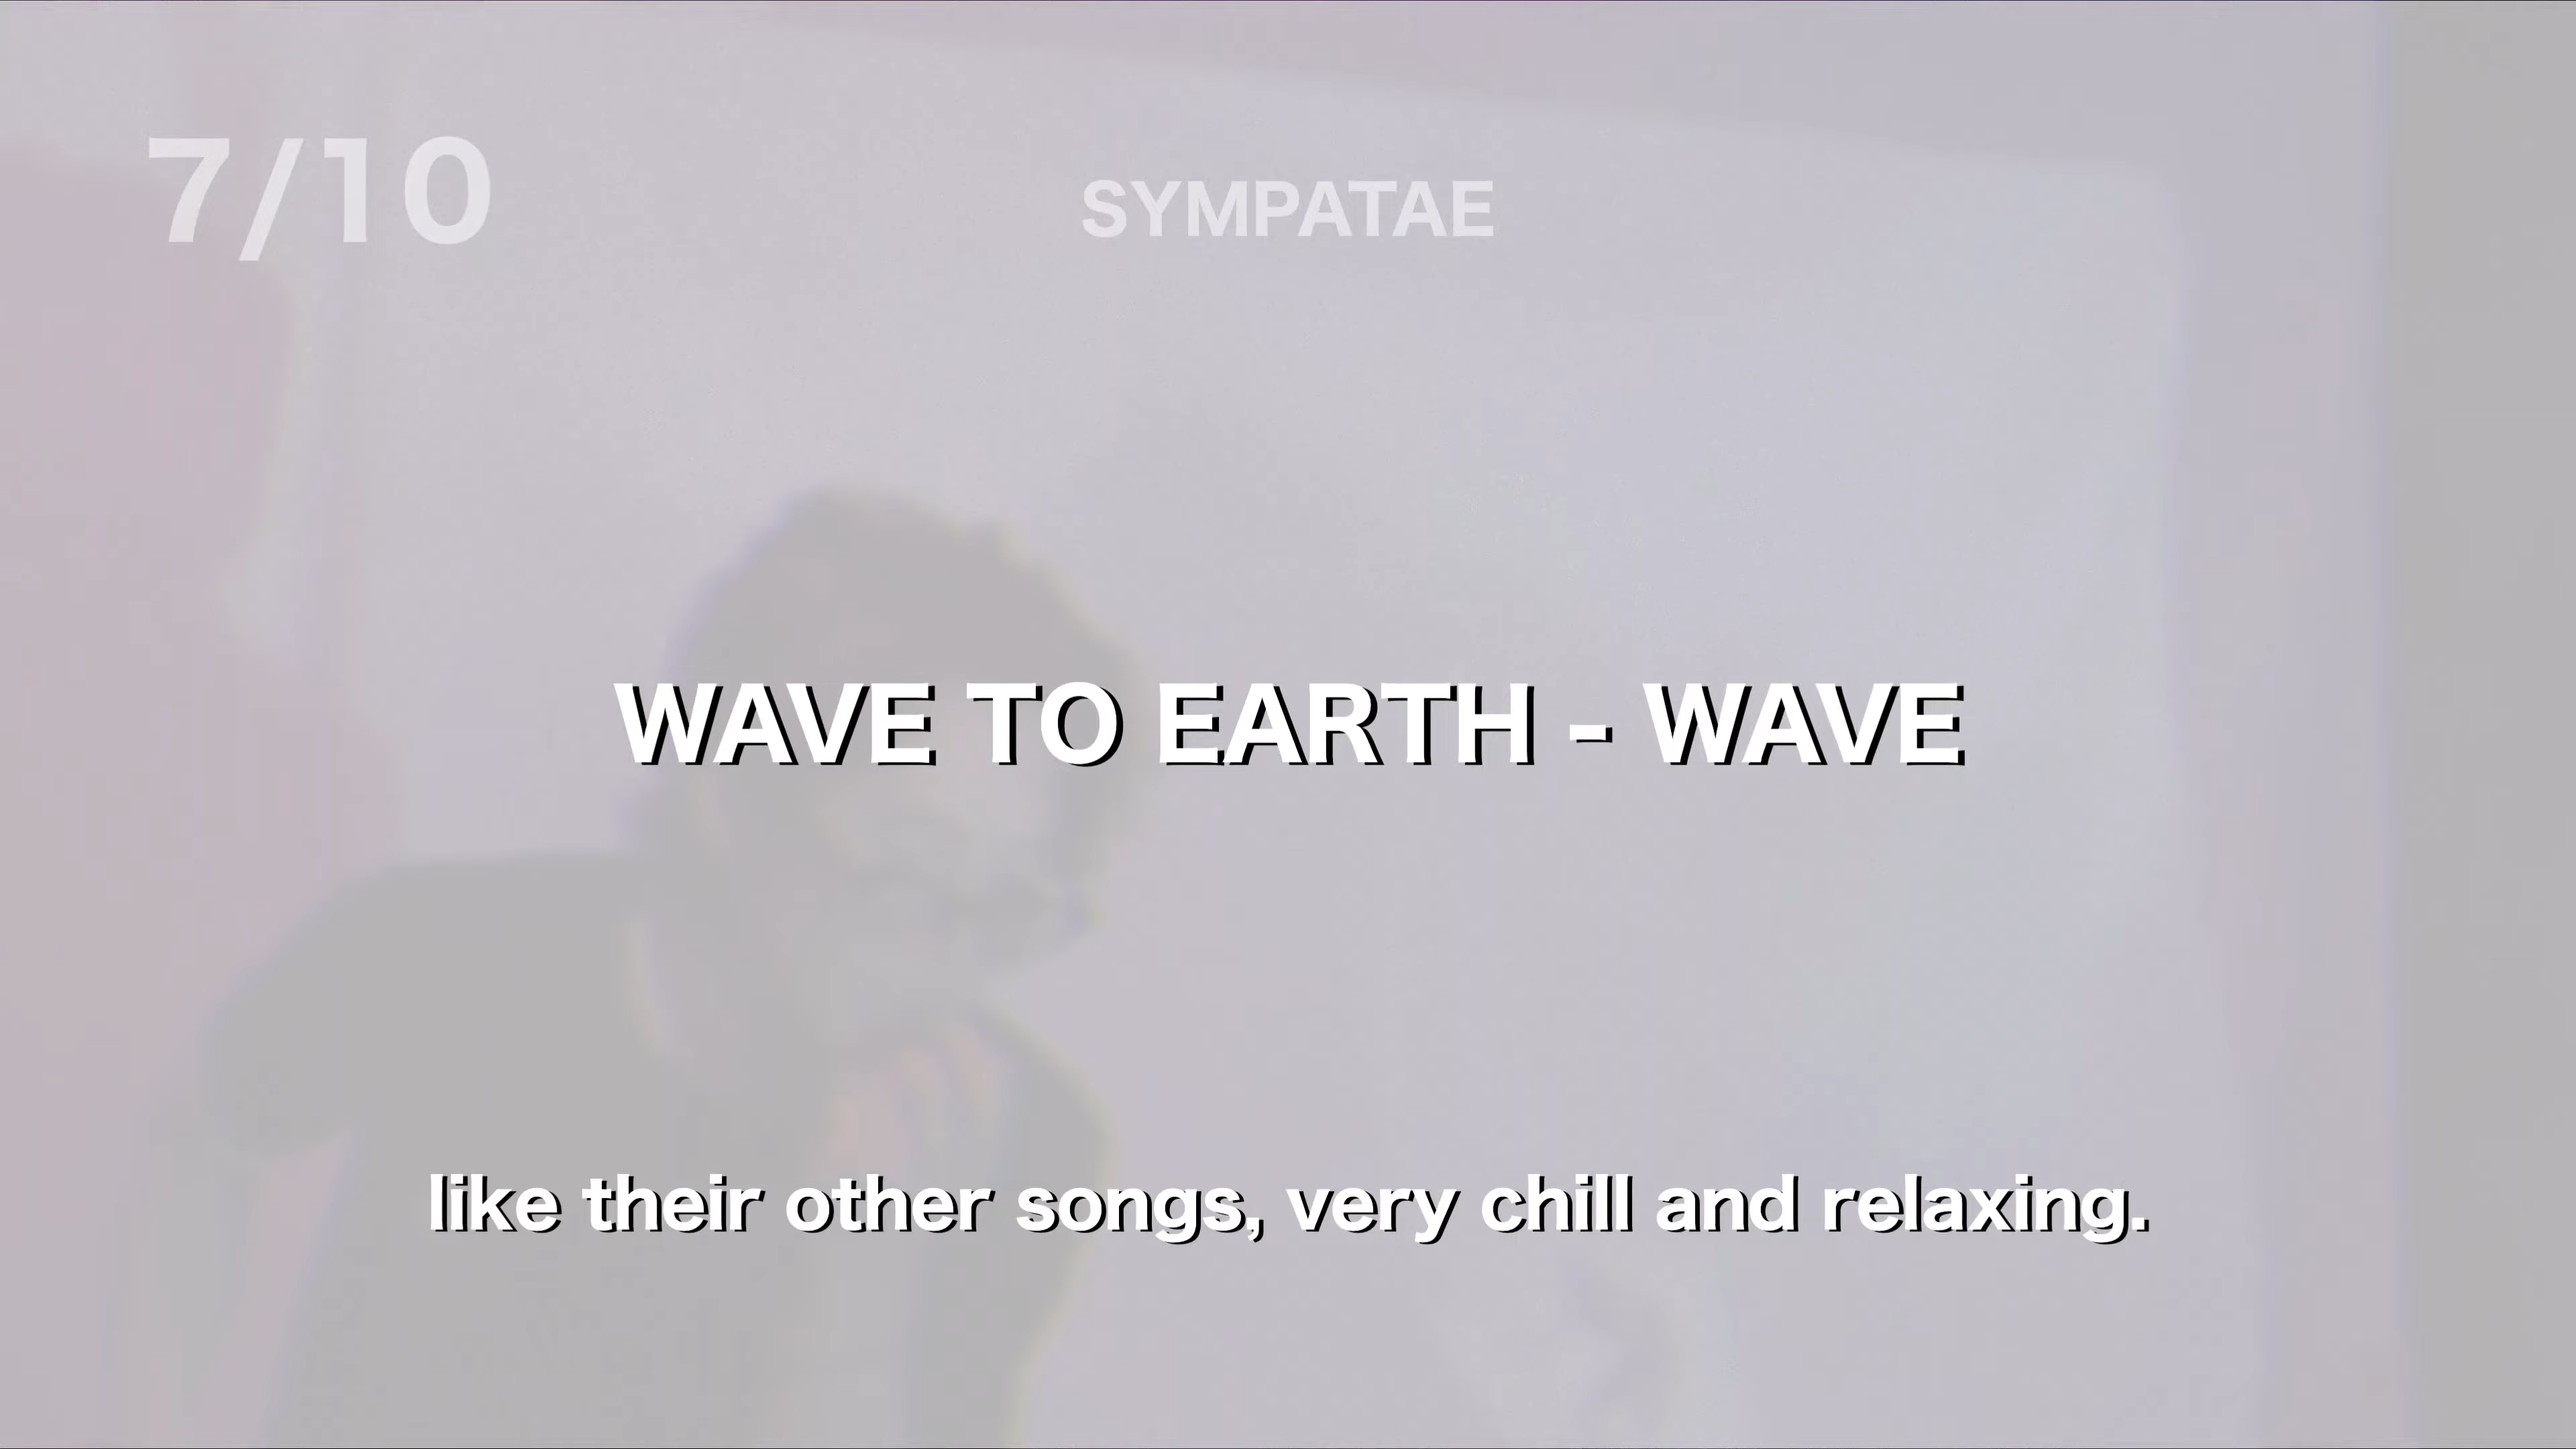 7/10
SYMPATAE
WAVE TO EARTH - WAVE
like their other songs, very chill and relaxing.